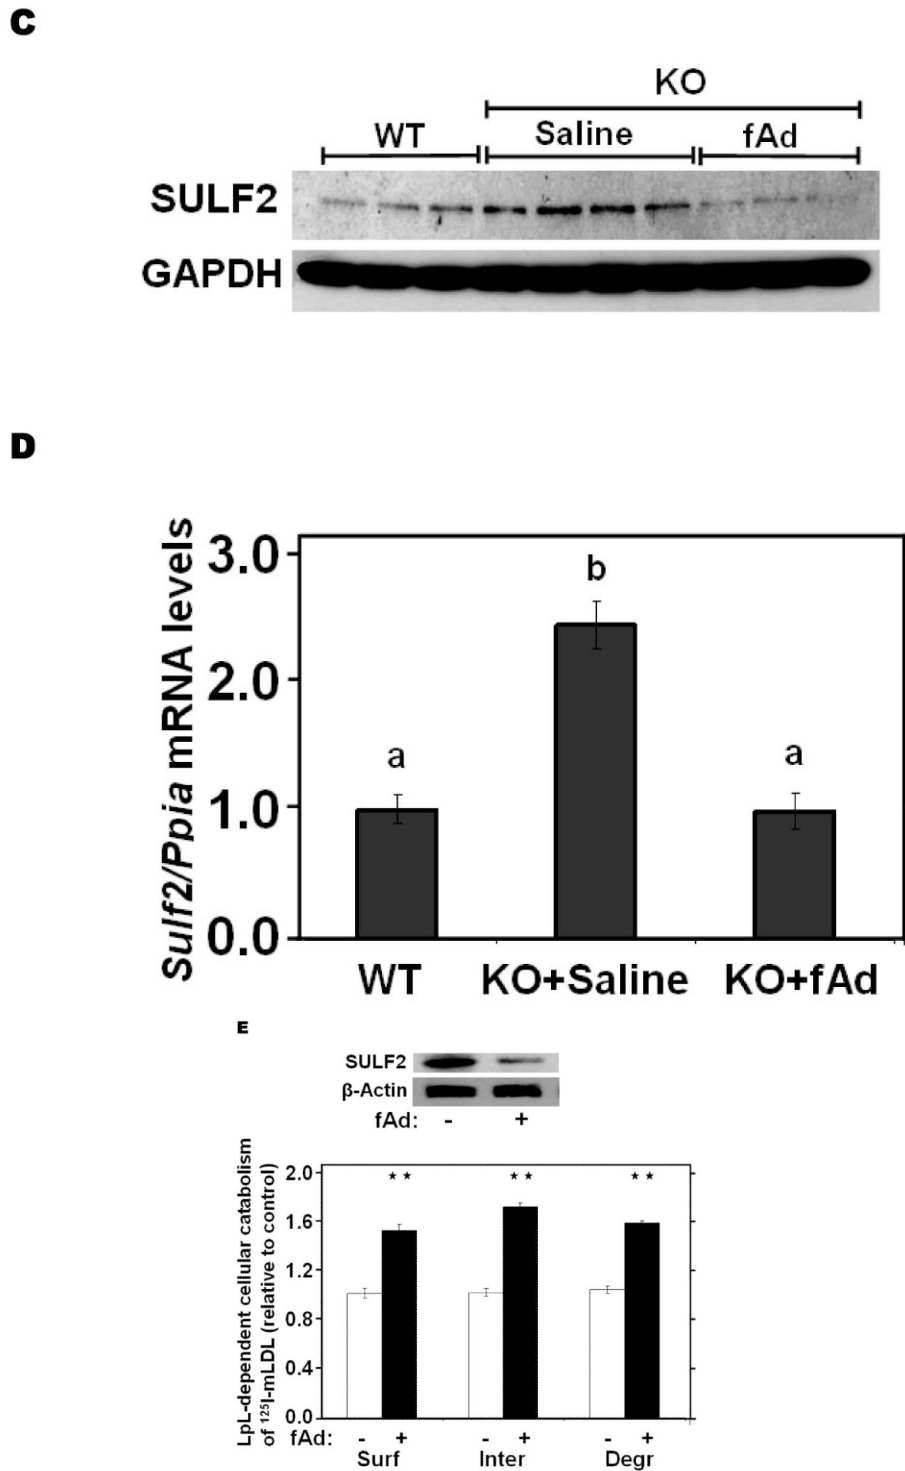 C
KO
WT Saline fAd
SULF2
GAPDH
D
Sulf2/Ppia mRNA levels
3.0
b
2.0
a a
1.0
0.0
WT KO+Saline KO+fAd
E
SULF2
β-Actin
fAd: - +
LpL-dependent cellular catabolism
of ¹²⁵I-mLDL (relative to control)
2.0 ★★ ★★ ★★
1.6
1.2
0.8
0.4
0.0
fAd: - + - + - +
Surf Inter Degr